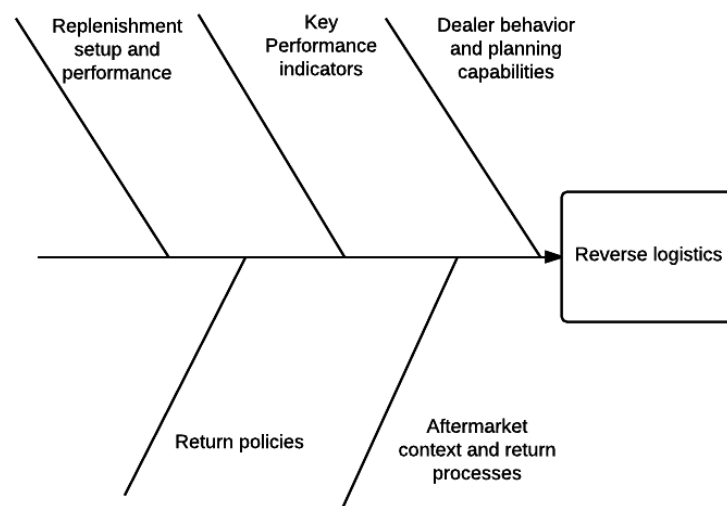 Replenishment
setup and
performance
Key
Performance
indicators
Dealer behavior
and planning
capabilities
Reverse logistics
Return policies
Aftermarket
context and return
processes